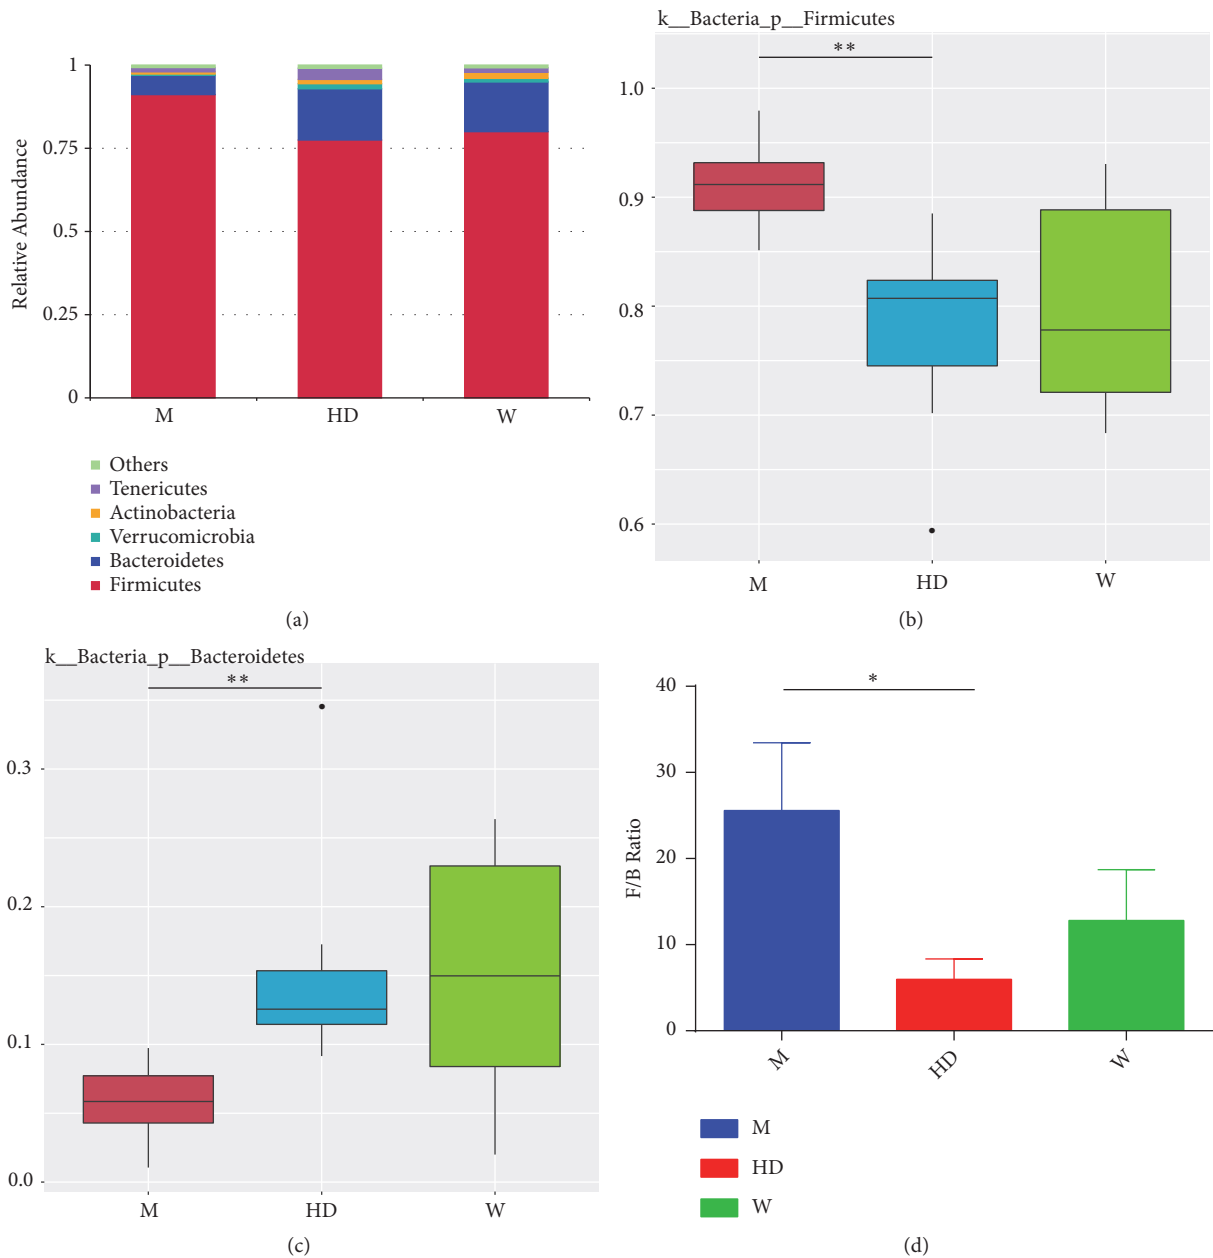 1
0.75
0.5
0.25
0
Relative Abundance
M
HD
W
Others
Tenericutes
Actinobacteria
Verrucomicrobia
Bacteroidetes
Firmicutes
(a)
k__Bacteria_p__Firmicutes
**
1.0
0.9
0.8
0.7
0.6
M
HD
W
(b)
k__Bacteria_p__Bacteroidetes
**
0.3
0.2
0.1
0.0
M
HD
W
(c)
*
40
30
20
10
0
F/B Ratio
M
HD
W
M
HD
W
(d)